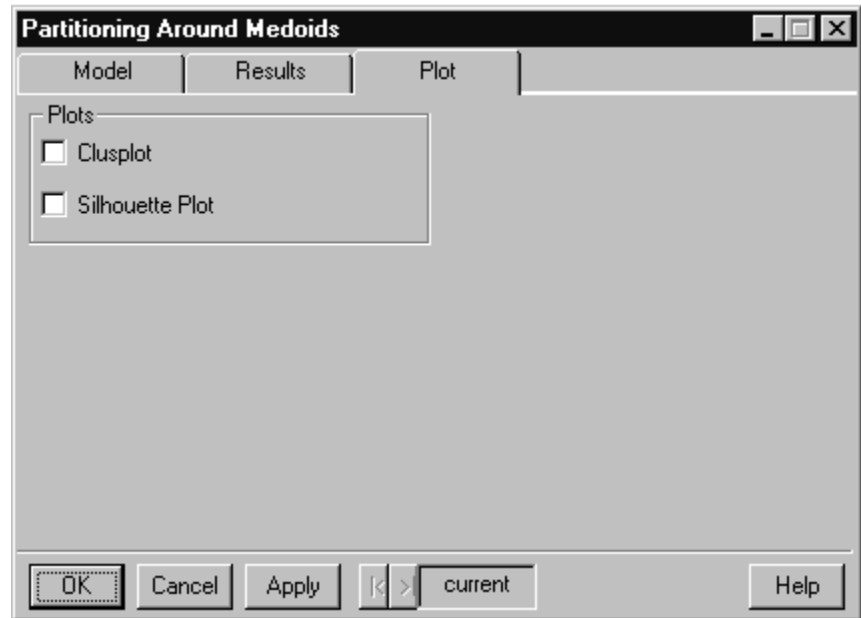 Partitioning Around Medoids
Model Results Plot
Plots
Clusplot
Silhouette Plot
OK Cancel Apply |< >| current Help